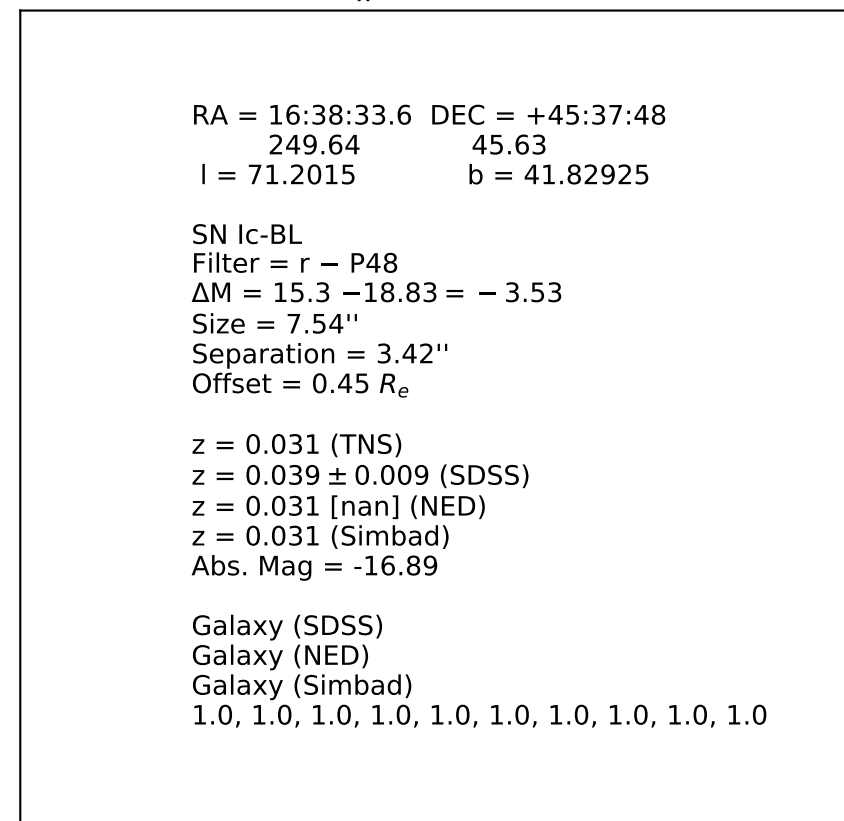 RA = 16:38:33.6 DEC = +45:37:48
249.64 45.63
l = 71.2015 b = 41.82925
SN Ic-BL
Filter = r − P48
ΔM = 15.3 −18.83 = − 3.53
Size = 7.54''
Separation = 3.42''
Offset = 0.45 Re
z = 0.031 (TNS)
z = 0.039 ± 0.009 (SDSS)
z = 0.031 [nan] (NED)
z = 0.031 (Simbad)
Abs. Mag = -16.89
Galaxy (SDSS)
Galaxy (NED)
Galaxy (Simbad)
1.0, 1.0, 1.0, 1.0, 1.0, 1.0, 1.0, 1.0, 1.0, 1.0